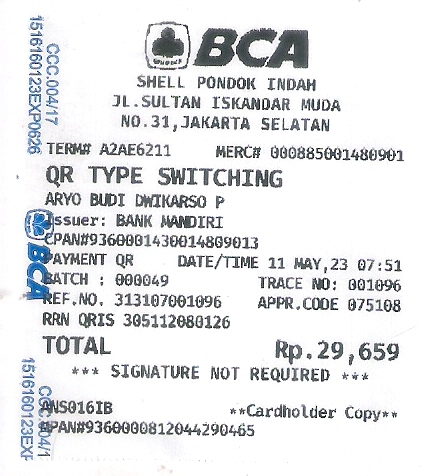 BCA
SHELL PONDOK INDAH
JL.SULTAN ISKANDAR MUDA
NO.31,JAKARTA SELATAN
TERM# A2AE6211 MERC# 000885001480901
QR TYPE SWITCHING
ARYO BUDI DWIKARSO P
Issuer: BANK MANDIRI
CPAN#9360001430014809013
PAYMENT QR DATE/TIME 11 MAY,23 07:51
BATCH : 000049 TRACE NO: 001096
REF.NO. 313107001096 APPR.CODE 075108
RRN QRIS 305112080126
TOTAL Rp.29,659
*** SIGNATURE NOT REQUIRED ***
ANS016IB **Cardholder Copy**
MPAN#9360000812044290465
CCC.004/17
1516160123EXP0626
BCA
CCC.004/1
1516160123EXP